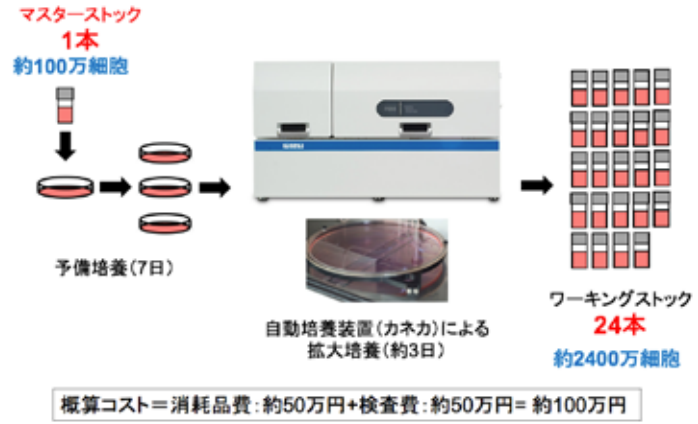 マスターストック
1本
約100万細胞
予備培養(7日)
自動培養装置(カネカ)による
拡大培養(約3日)
ワーキングストック
24本
約2400万細胞
概算コスト=消耗品費:約50万円+検査費:約50万円= 約100万円